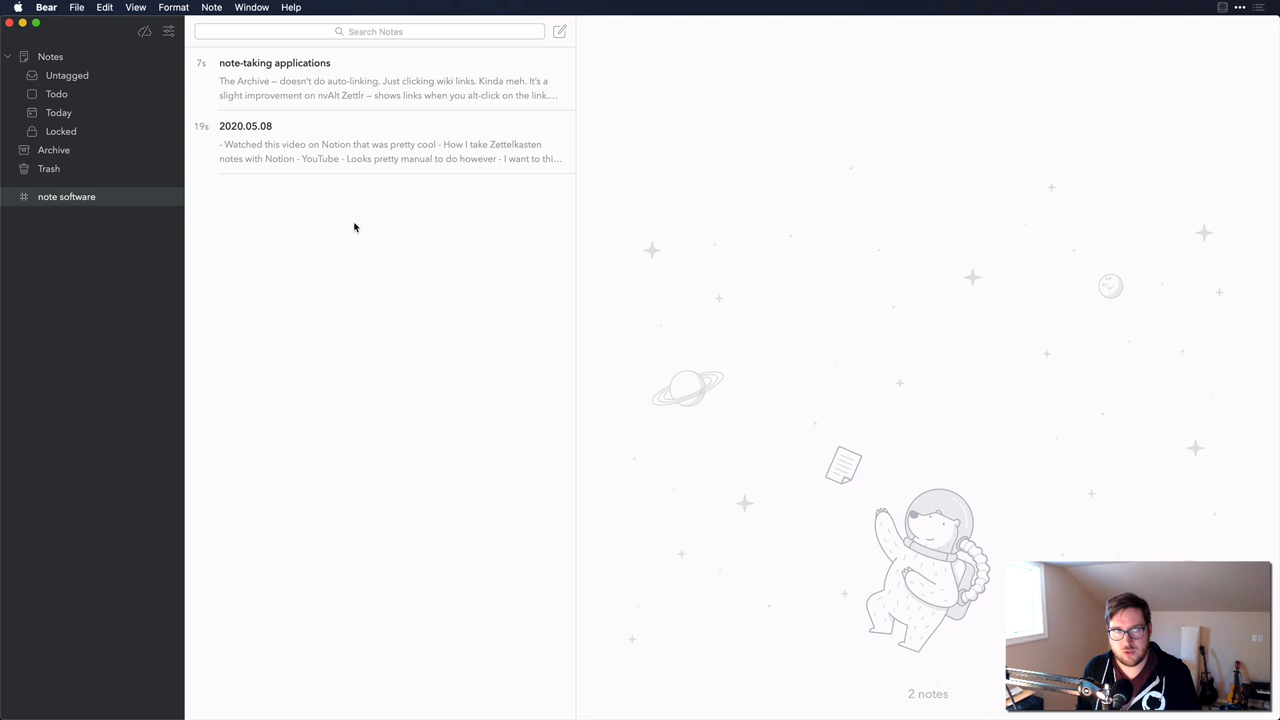 Bear File Edit View Format Note Window Help
Notes
Untagged
Todo
Today
Locked
Archive
Trash
note software
Search Notes
7s note-taking applications
The Archive – doesn't do auto-linking. Just clicking wiki links. Kinda meh. It's a
slight improvement on nvAlt Zettlr – shows links when you alt-click on the link....
19s 2020.05.08
- Watched this video on Notion that was pretty cool - How I take Zettelkasten
notes with Notion - YouTube - Looks pretty manual to do however - I want to thi...
2 notes